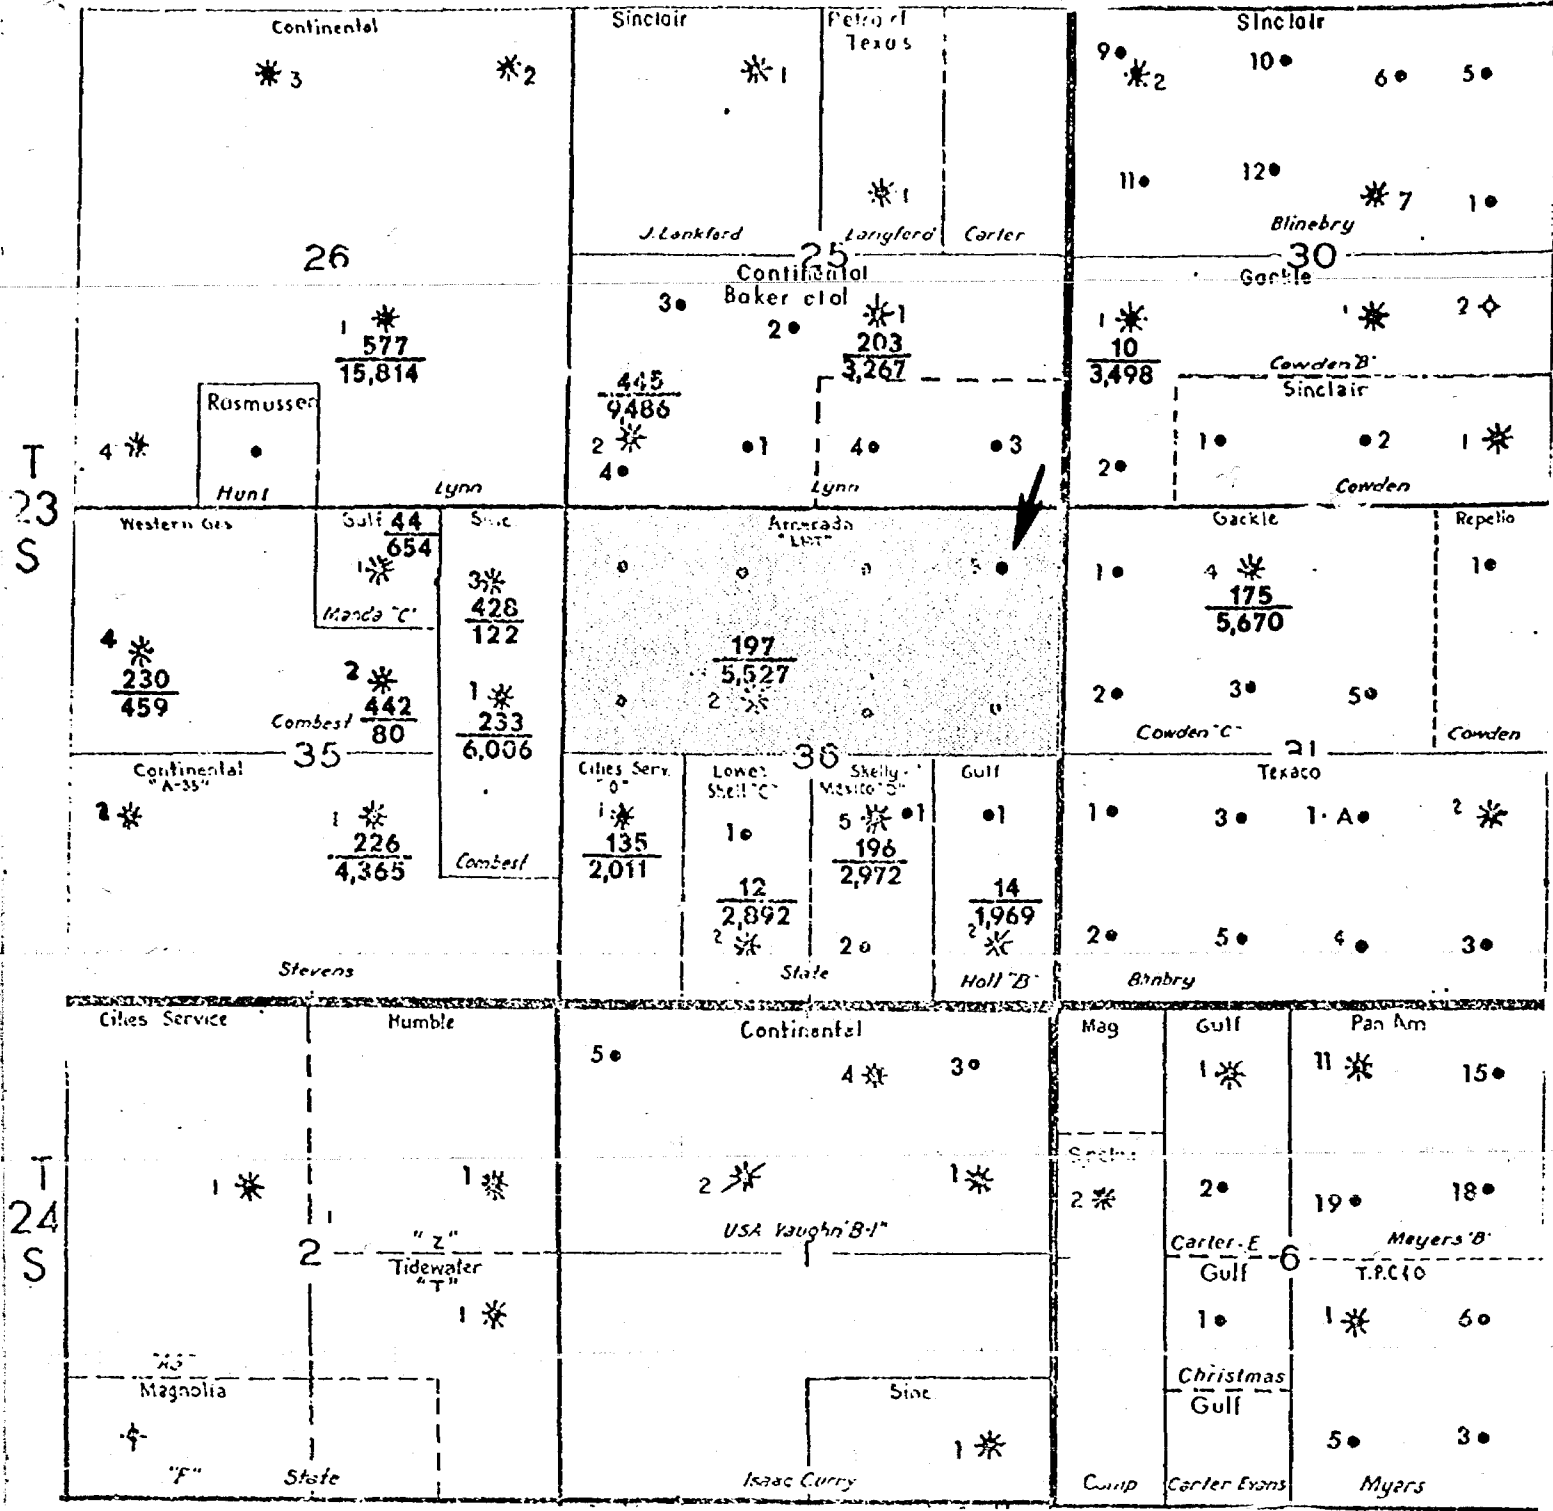 Continental
3
2
26
1
577
15,814
4
Hunt
Lynn
Sinclair
1
J. Lankford
Texas
1
Langford
Carter
25
Continental
Baker etal
3
2
1
203
3,267
445
9486
2
1
4
3
4
Lynn
Sinclair
9
2
10
6
5
11
12
7
1
Blinebry
30
Gackle
1
10
3,498
1
2
Cowden "B"
Sinclair
2
1
2
1
Cowden
T
23
S
Western Gas
4
230
459
Gulf
44
654
1
Manda "C"
2
442
80
Combest
3
428
122
1
233
6,006
35
Combest
Continental
"A-35"
2
1
226
4,365
Stevens
Amerada
5
197
5,527
2
36
Cities Serv.
1
135
2,011
Shell "C"
1
12
2,892
2
State
Skelly
5
1
196
2,972
2
Gulf
1
14
1,969
2
Holt "B"
Gackle
1
4
175
5,670
2
3
5
Cowden "C"
1
Cowden
Texaco
1
3
1-A
2
2
5
4
3
T
24
S
Cities Service
1
Humble
1
1
2
"Z"
Tidewater
"T"
1
Magnolia
"F"
State
Continental
5
4
3
2
1
USA Vaughn "B-1"
1
Sinc
1
Isaac Curry
Mag
2
Gulf
1
2
Carter-E
Gulf
1
Christmas
Gulf
Carter Evans
Pan Am
11
15
19
18
Meyers "B"
6
T.P.C.&O
1
6
5
3
Myers